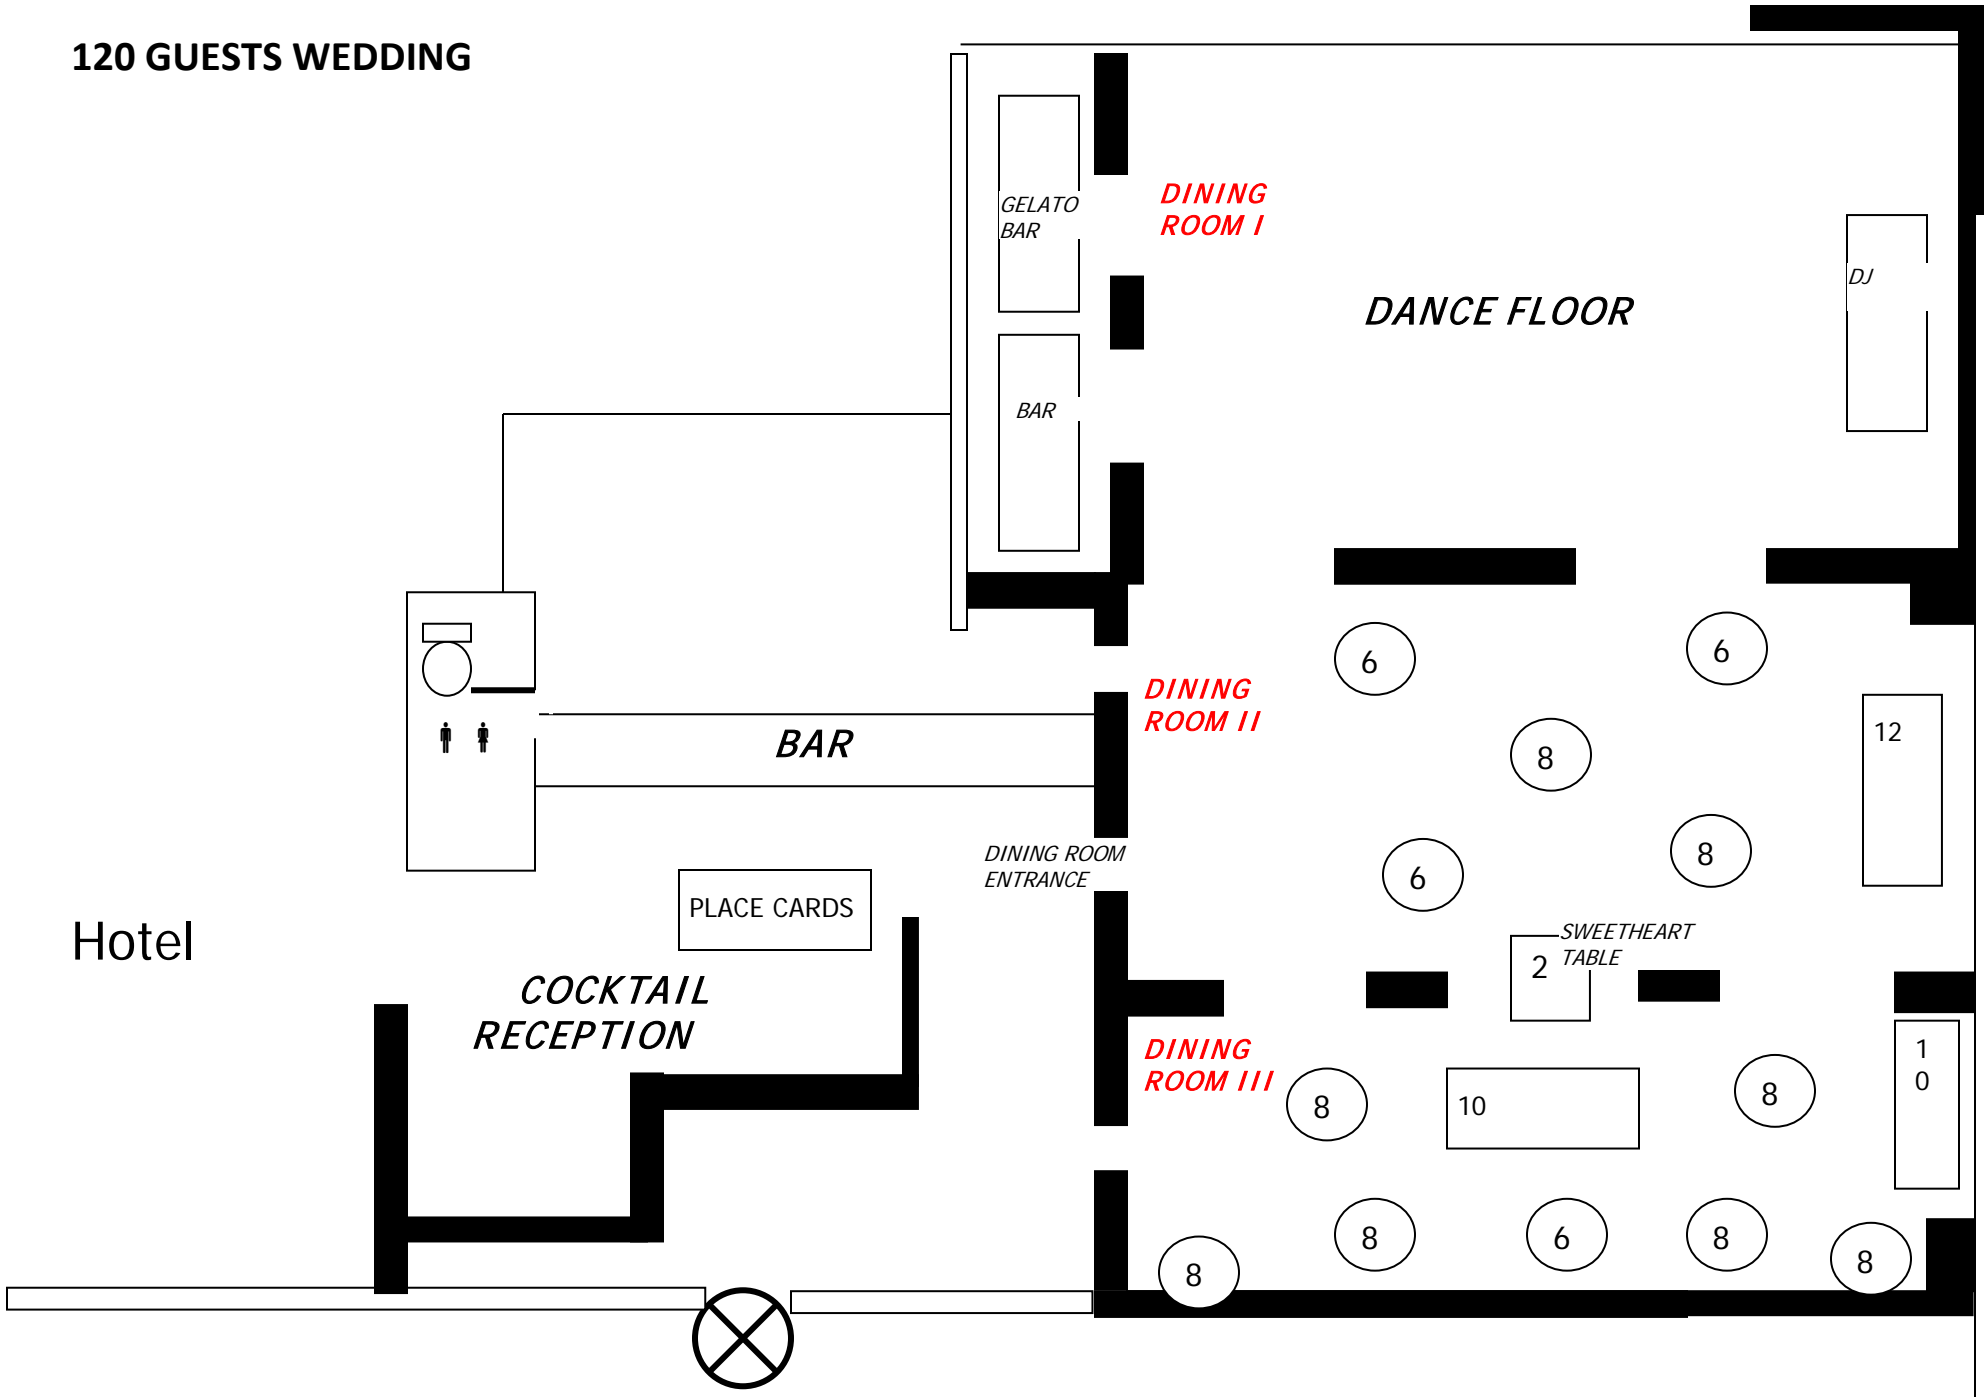 120 GUESTS WEDDING
GELATO
BAR
DINING
ROOM I
DJ
DANCE FLOOR
BAR
6
6
DINING
ROOM II
12
BAR
8
DINING ROOM
ENTRANCE
8
6
PLACE CARDS
Hotel
SWEETHEART
TABLE
2
COCKTAIL
RECEPTION
DINING
ROOM III
1
0
8
10
8
8
8
6
8
8